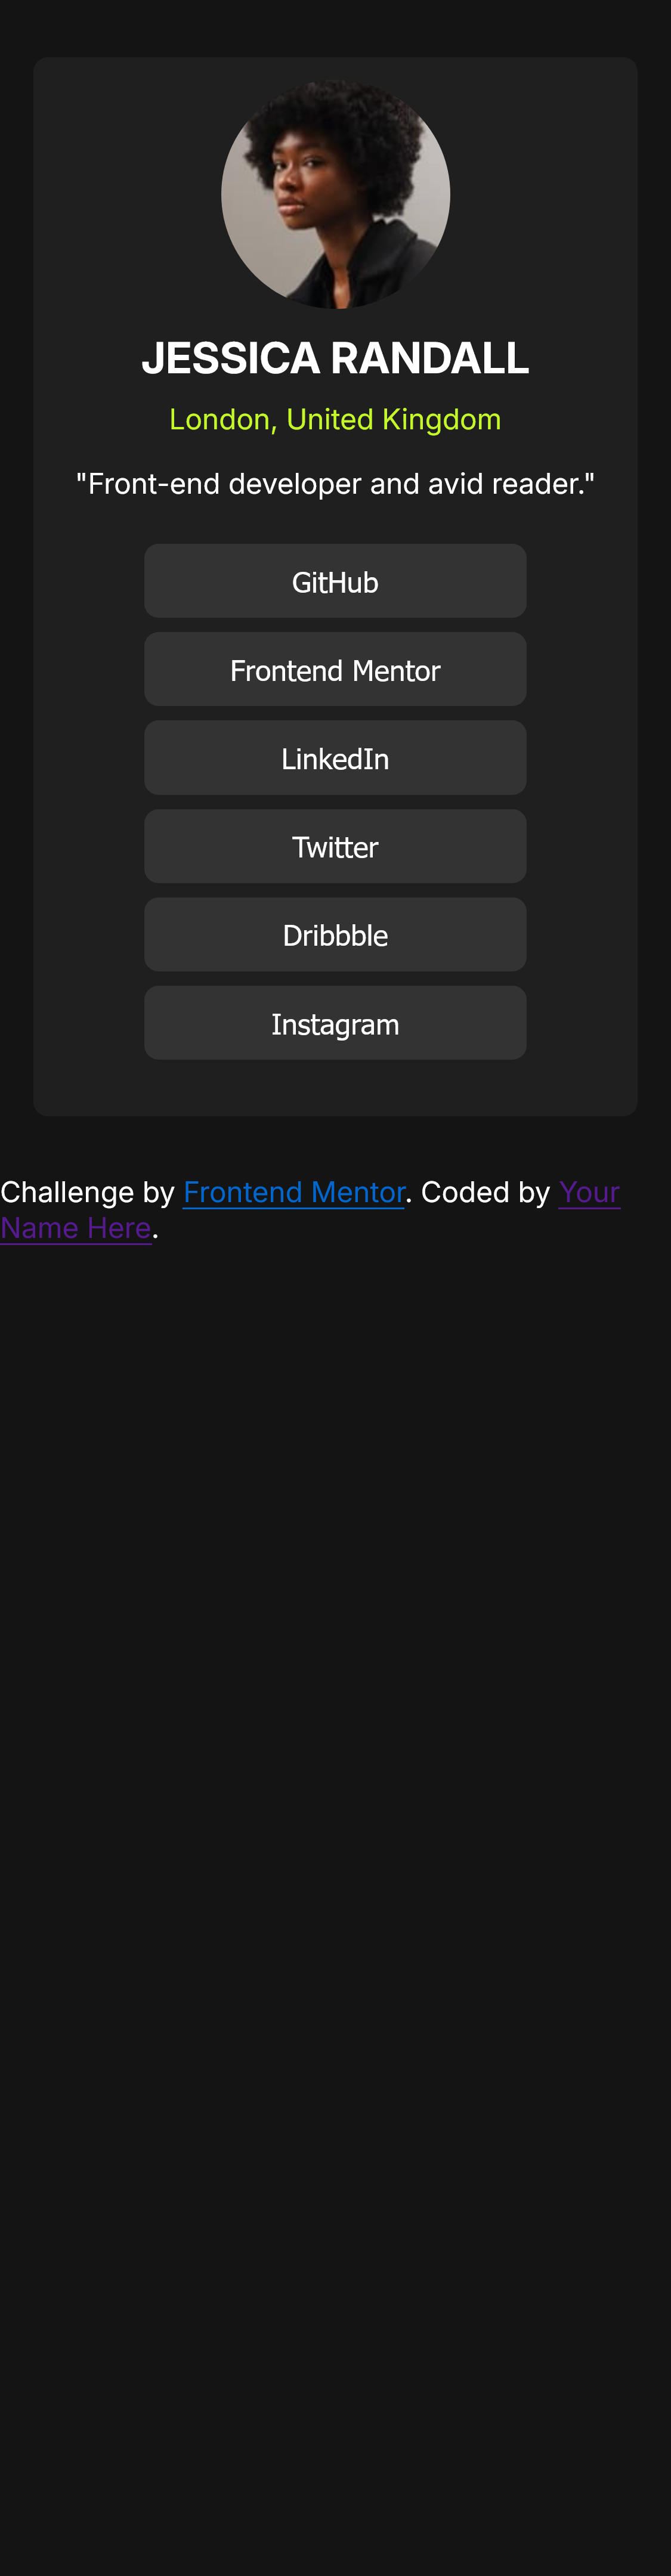 JESSICA RANDALL
London, United Kingdom
"Front-end developer and avid reader."
GitHub
Frontend Mentor
LinkedIn
Twitter
Dribbble
Instagram
Challenge by Frontend Mentor. Coded by Your
Name Here.